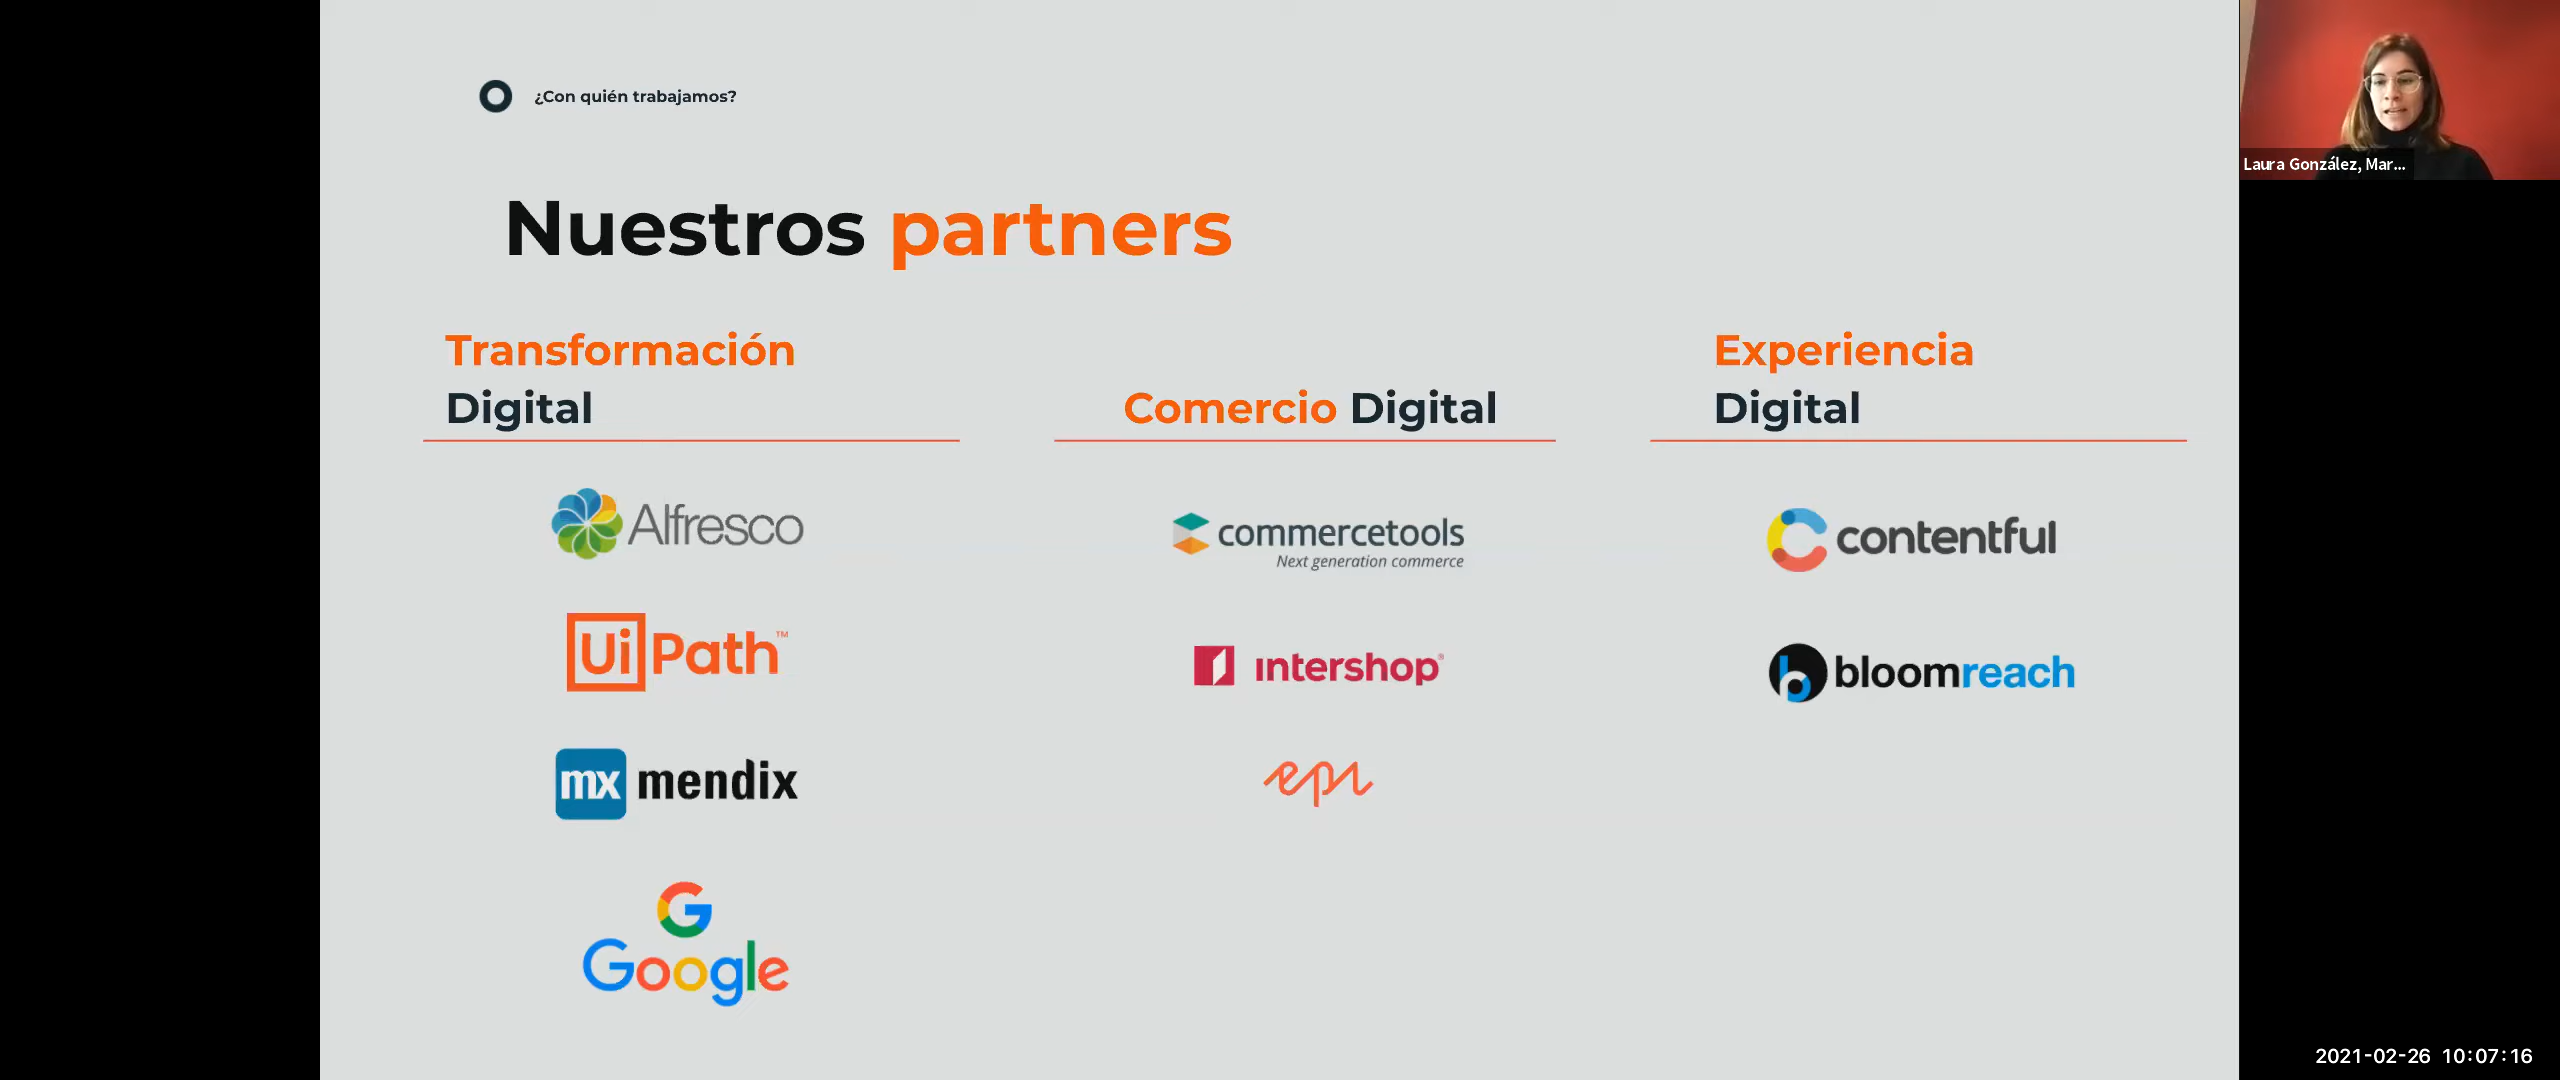 ¿Con quién trabajamos?
Nuestros partners
Transformación
Digital
Alfresco
UiPath™
mx mendix
G
Google
Comercio Digital
commercetools
Next generation commerce
intershop®
epi
Experiencia
Digital
contentful
b bloomreach
Laura González, Mar...
2021-02-26 10:07:16